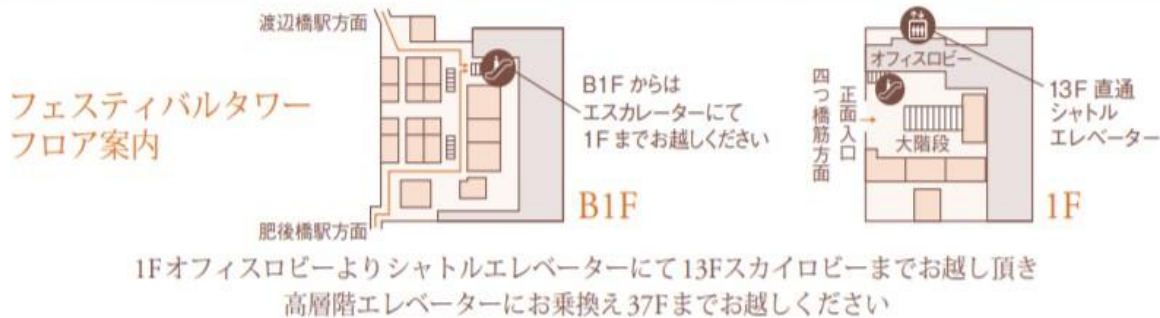 フェスティバルタワー
フロア案内
渡辺橋駅方面
B1Fからは
エスカレーターにて
1Fまでお越しください
B1F
肥後橋駅方面
オフィスロビー
四つ橋筋方面
正面入口
大階段
13F 直通
シャトル
エレベーター
1F
1Fオフィスロビーよりシャトルエレベーターにて13Fスカイロビーまでお越し頂き
高層階エレベーターにお乗換え37Fまでお越しください